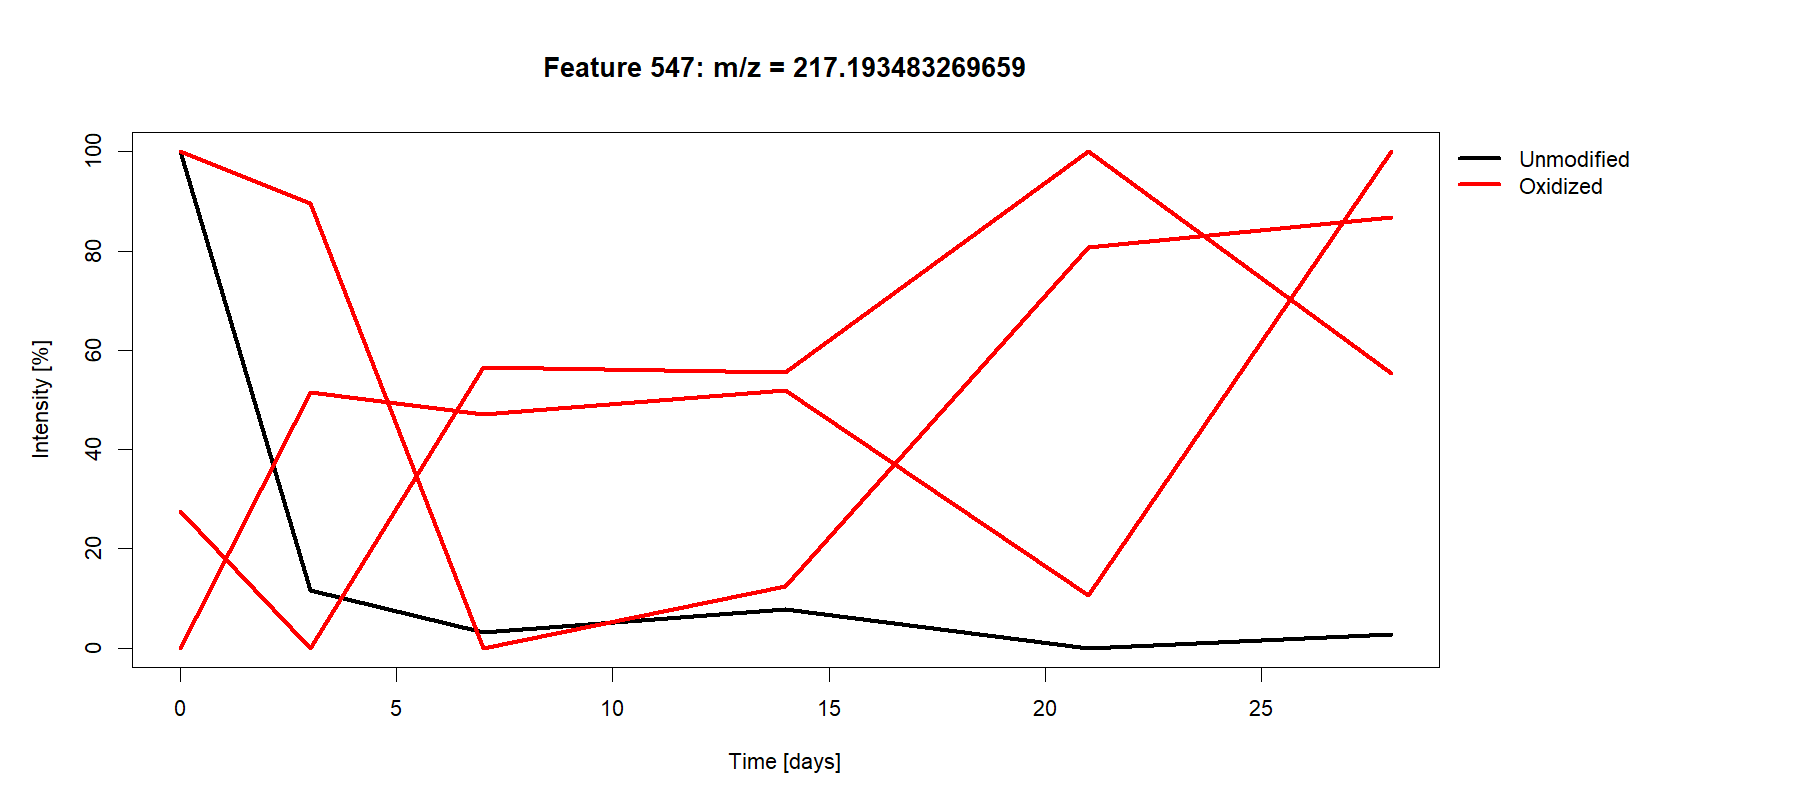 Feature 547: m/z = 217.193483269659
Unmodified
Oxidized
Intensity [%]
100
80
60
40
20
0
0 5 10 15 20 25
Time [days]